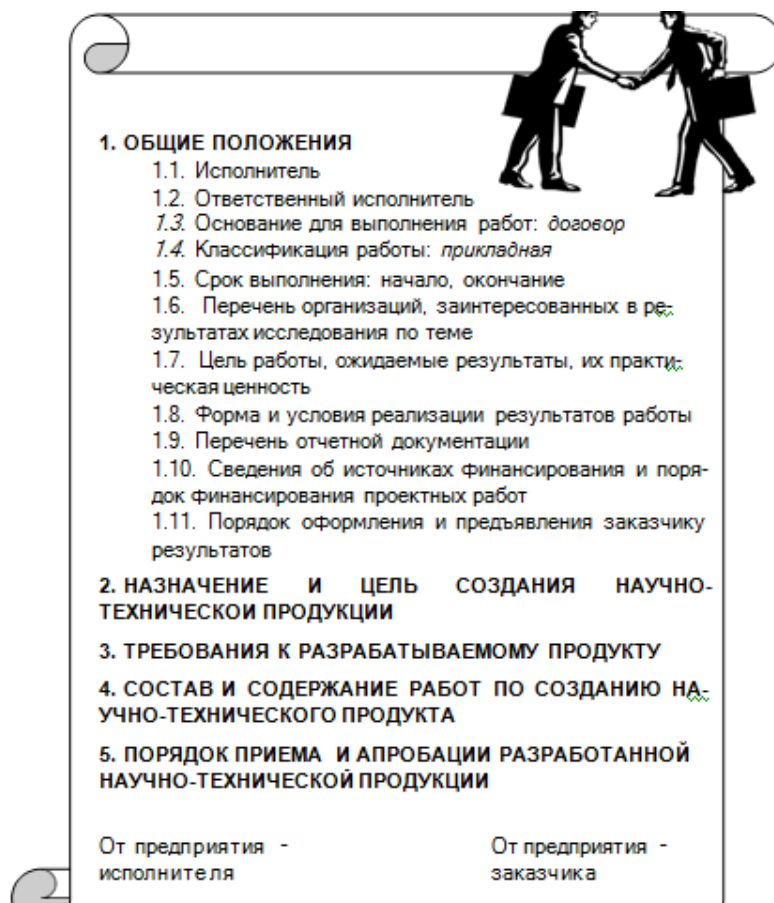 1. ОБЩИЕ ПОЛОЖЕНИЯ
1.1. Исполнитель
1.2. Ответственный исполнитель
1.3. Основание для выполнения работ: договор
1.4. Классификация работы: прикладная
1.5. Срок выполнения: начало, окончание
1.6. Перечень организаций, заинтересованных в ре-
зультатах исследования по теме
1.7. Цель работы, ожидаемые результаты, их практи-
ческая ценность
1.8. Форма и условия реализации результатов работы
1.9. Перечень отчетной документации
1.10. Сведения об источниках финансирования и поря-
док финансирования проектных работ
1.11. Порядок оформления и предъявления заказчику
результатов
2. НАЗНАЧЕНИЕ И ЦЕЛЬ СОЗДАНИЯ НАУЧНО-
ТЕХНИЧЕСКОИ ПРОДУКЦИИ
3. ТРЕБОВАНИЯ К РАЗРАБАТЫВАЕМОМУ ПРОДУКТУ
4. СОСТАВ И СОДЕРЖАНИЕ РАБОТ ПО СОЗДАНИЮ НА-
УЧНО-ТЕХНИЧЕСКОГО ПРОДУКТА
5. ПОРЯДОК ПРИЕМА И АПРОБАЦИИ РАЗРАБОТАННОЙ
НАУЧНО-ТЕХНИЧЕСКОЙ ПРОДУКЦИИ
От предприятия -
исполнителя
От предприятия -
заказчика